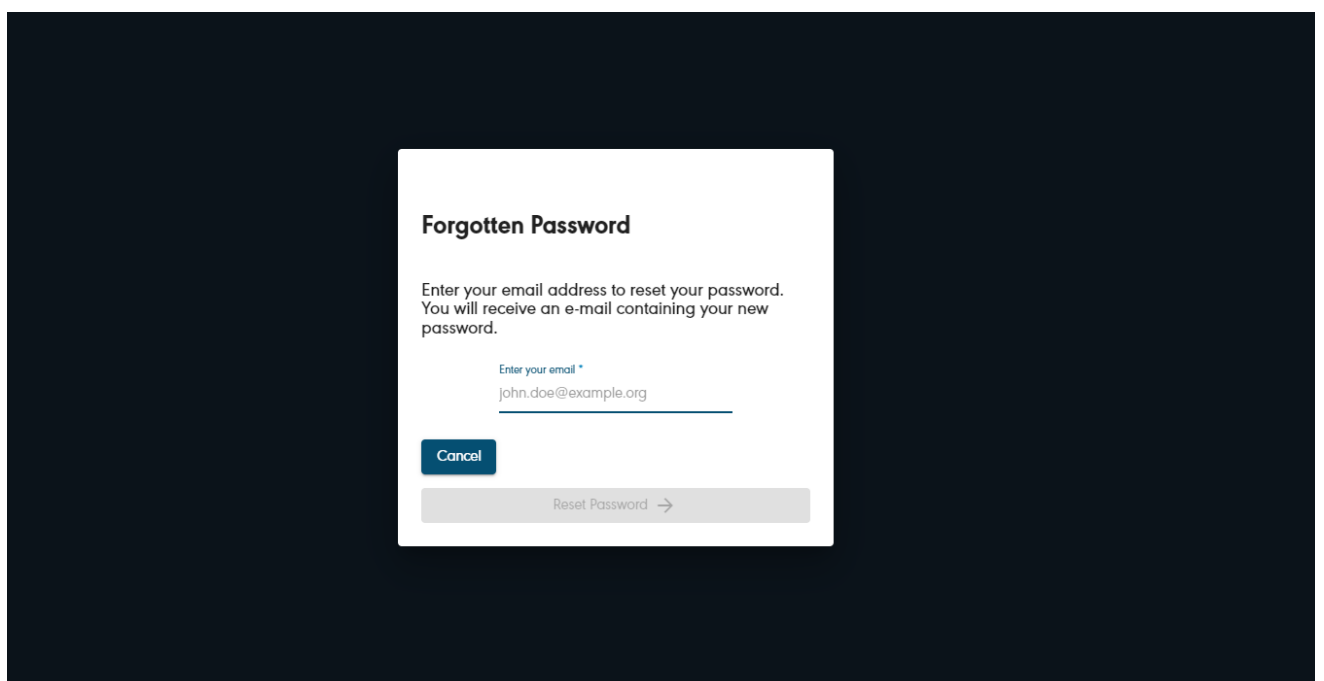 Forgotten Password
Enter your email address to reset your password.
You will receive an e-mail containing your new
password.
Enter your email *
john.doe@example.org
Cancel
Reset Password →